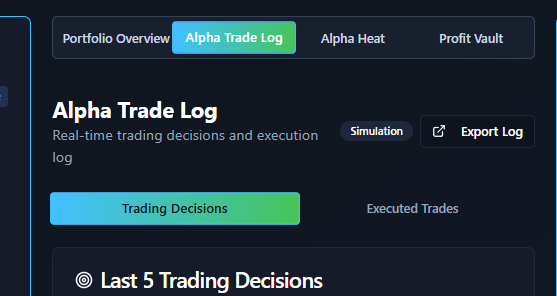 Portfolio Overview Alpha Trade Log Alpha Heat Profit Vault
Alpha Trade Log
Real-time trading decisions and execution
log
Simulation
Export Log
Trading Decisions Executed Trades
Last 5 Trading Decisions